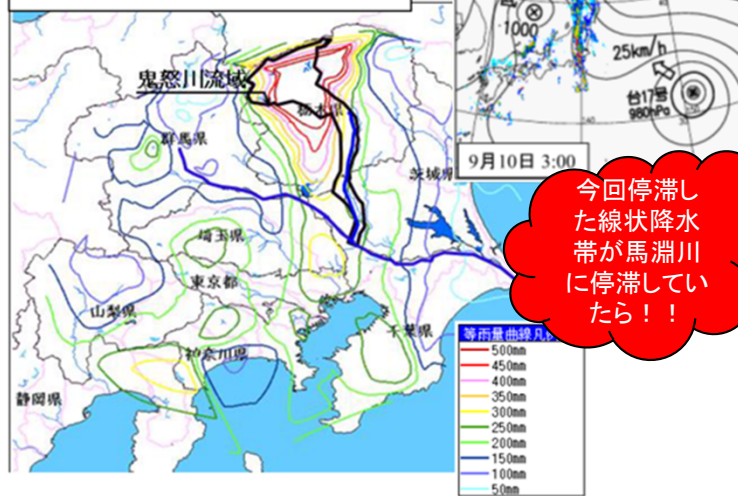 1000
25km/h
台17号
980hPa
9月10日 3:00
鬼怒川流域
栃木県
群馬県
茨城県
埼玉県
東京都
山梨県
千葉県
神奈川県
静岡県
今回停滞し
た線状降水
帯が馬淵川
に停滞してい
たら！！
等雨量曲線凡例
500mm
450mm
400mm
350mm
300mm
250mm
200mm
150mm
100mm
50mm